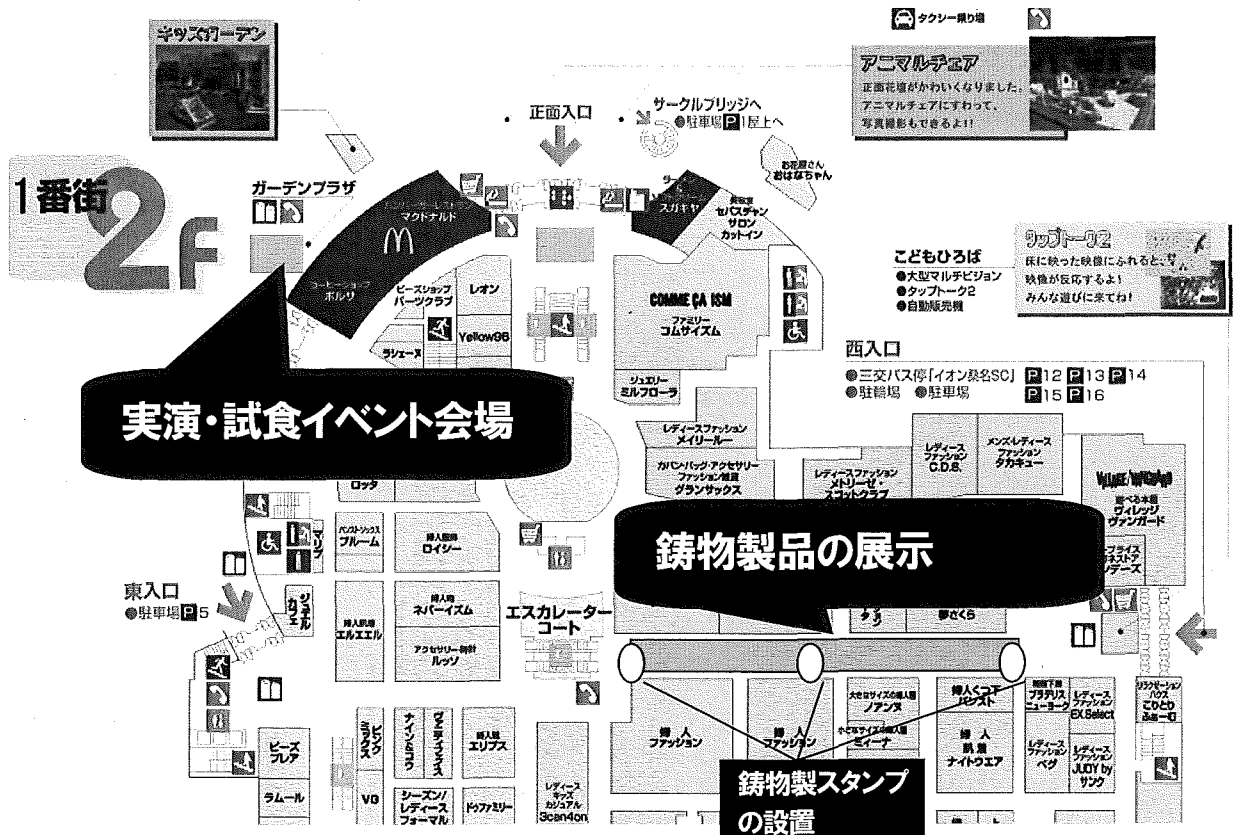 キッズガーデン
タクシー乗り場
アニマルチェア
正面花壇がかわいくなりました。
アニマルチェアにすわって、
写真撮影もできるよ!!
正面入口
サークルブリッジへ
●駐車場P1屋上へ
お花屋さん
おはなちゃん
1番街
2f
ガーデンプラザ
マクドナルド
スガキヤ
美容室
セバスチャン
サロン
カットイン
ポルリ
ビーズショップ
パーツクラブ
レオン
Yellow96
ラシェーヌ
COMME ÇA ISM
ファミリー
コムサイズム
こどもひろば
●大型マルチビジョン
●タップトーク2
●自動販売機
タップトーク2
床に映った映像にふれると、
映像が反応するよ!
みんな遊びに来てね!
西入口
●三交バス停「イオン桑名SC」 P12 P13 P14
●駐輪場 ●駐車場 P15 P16
ジュエリー
ミルフローラ
実演・試食イベント会場
レディースファッション
メイリールー
カバン・バッグ・アクセサリー
ファッション雑貨
グランサックス
レディースファッション
メトリーゼ・
スコットクラブ
レディース
ファッション
C.D.S.
メンズ・レディース
ファッション
タカキュー
VILLAGE/VANGUARD
遊べる本屋
ヴィレッジ
ヴァンガード
ロッタ
パンストソックス
ブルーム
婦人服飾
ロイシー
マリブ
鋳物製品の展示
東入口
●駐車場P5
ジュエル
カフェ
婦人肌着
エルエエル
婦人靴
ネバーイズム
アクセサリー・時計
ルッソ
エスカレーター
コート
夢さくら
婦人
ファッション
婦人
ファッション
大きなサイズの婦人服
ノアンヌ
小さなサイズの婦人服
ミィーナ
婦人くつ下
パンスト
婦人
肌着
ナイトウエア
ブラデリス
ニューヨーク
レディース
ファッション
EX.Select
レディース
ファッション
ベグ
レディース
ファッション
JUDY by
サンク
リラクゼーション
ハウス
こりとり
ふぁーむ
ビーズ
フレア
ラムール
ピンク
ミックス
VG
ナイン&コウ
ヴェディフェイス
婦人服
エリプス
シーズン/
レディース
フォーマル
ドゥファミリー
レディース
キッズ
カジュアル
3can4on
鋳物製スタンプ
の設置